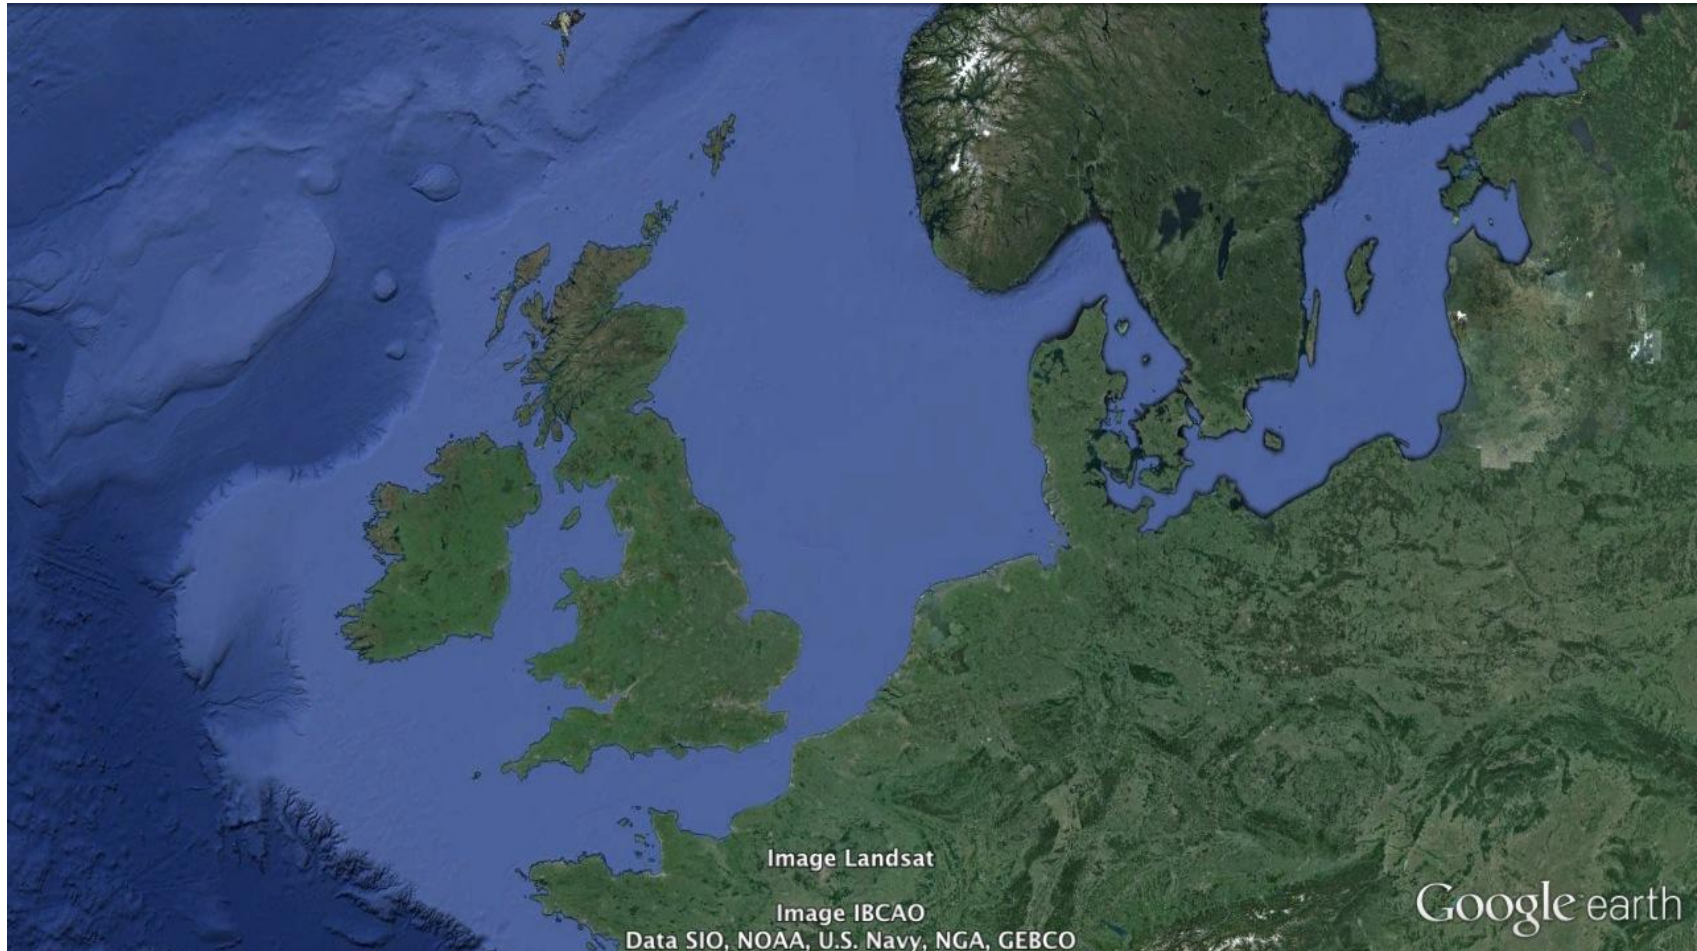 Image Landsat
Google earth
Image IBCAO
Data SIO, NOAA, U.S. Navy, NGA, GEBCO